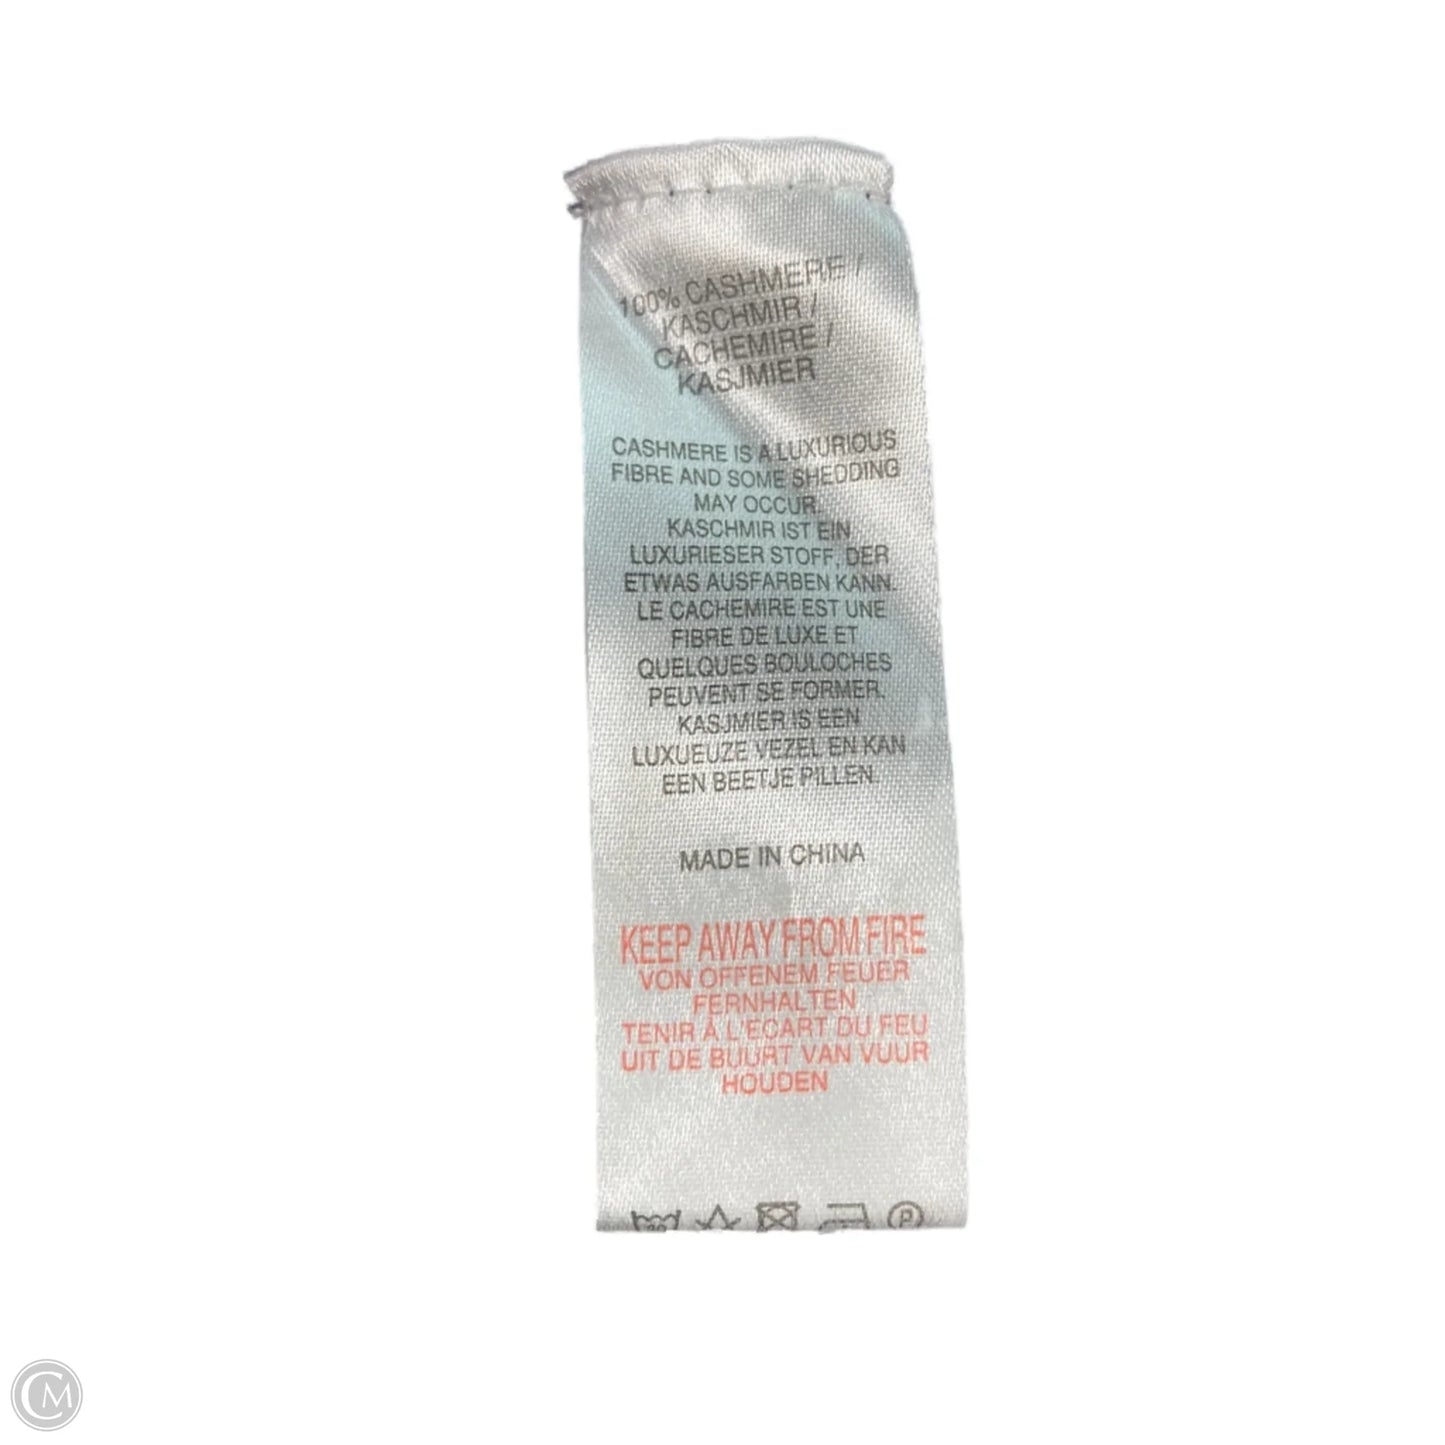 100% CASHMERE /
KASCHMIR /
CACHEMIRE /
KASJMIER
CASHMERE IS A LUXURIOUS
FIBRE AND SOME SHEDDING
MAY OCCUR.
KASCHMIR IST EIN
LUXURIESER STOFF, DER
ETWAS AUSFARBEN KANN.
LE CACHEMIRE EST UNE
FIBRE DE LUXE ET
QUELQUES BOULOCHES
PEUVENT SE FORMER.
KASJMIER IS EEN
LUXUEUZE VEZEL EN KAN
EEN BEETJE PILLEN.
MADE IN CHINA
KEEP AWAY FROM FIRE
VON OFFENEM FEUER
FERNHALTEN
TENIR À L'ECART DU FEU
UIT DE BUURT VAN VUUR
HOUDEN
P
CM